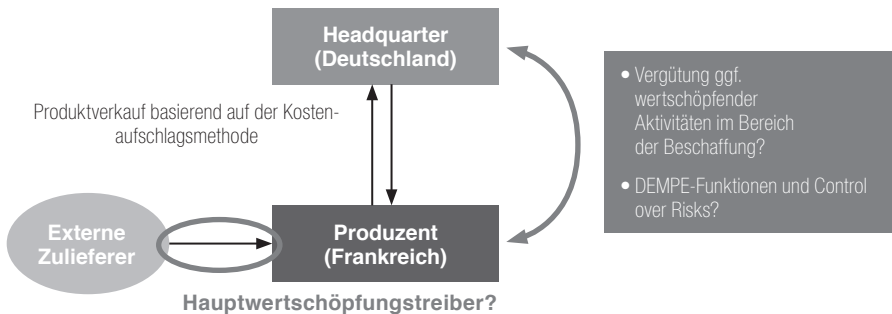 Headquarter
(Deutschland)
Produktverkauf basierend auf der Kosten-
aufschlagsmethode
• Vergütung ggf.
wertschöpfender
Aktivitäten im Bereich
der Beschaffung?
• DEMPE-Funktionen und Control
over Risks?
Externe
Zulieferer
Produzent
(Frankreich)
Hauptwertschöpfungstreiber?